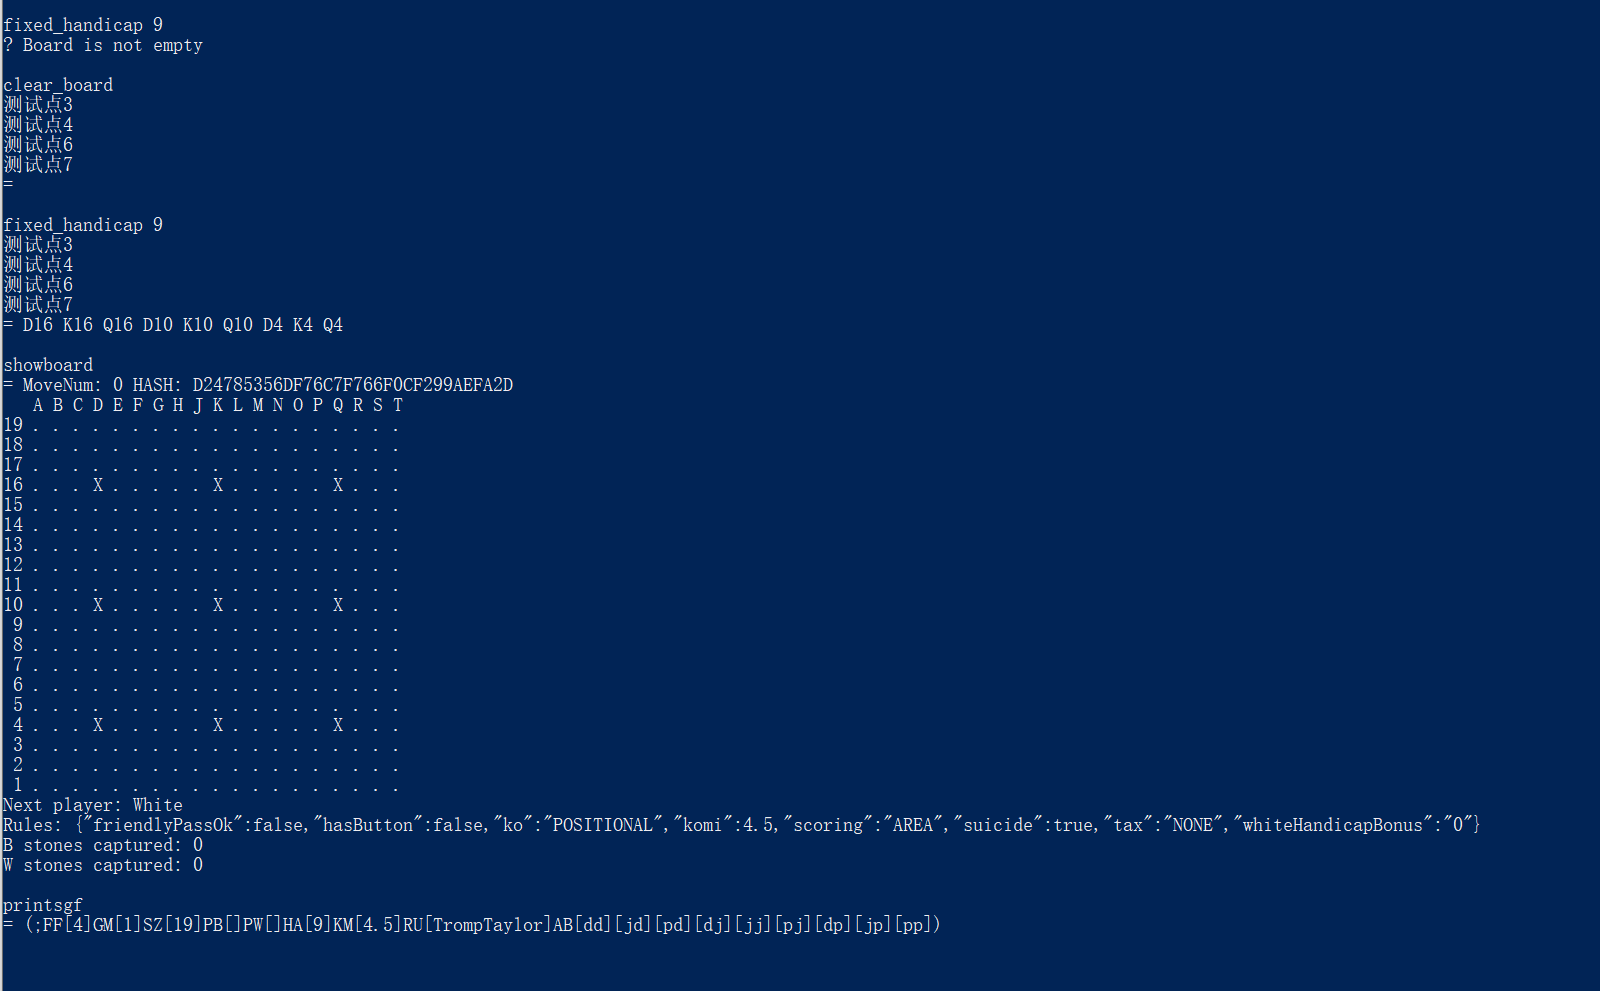 fixed_handicap 9
? Board is not empty
clear_board
测试点3
测试点4
测试点6
测试点7
=
fixed_handicap 9
测试点3
测试点4
测试点6
测试点7
= D16 K16 Q16 D10 K10 Q10 D4 K4 Q4
showboard
= MoveNum: 0 HASH: D24785356DF76C7F766F0CF299AEFA2D
A B C D E F G H J K L M N O P Q R S T
19 . . . . . . . . . . . . . . . . . . .
18 . . . . . . . . . . . . . . . . . . .
17 . . . . . . . . . . . . . . . . . . .
16 . . . X . . . . . X . . . . . X . . .
15 . . . . . . . . . . . . . . . . . . .
14 . . . . . . . . . . . . . . . . . . .
13 . . . . . . . . . . . . . . . . . . .
12 . . . . . . . . . . . . . . . . . . .
11 . . . . . . . . . . . . . . . . . . .
10 . . . X . . . . . X . . . . . X . . .
9 . . . . . . . . . . . . . . . . . . .
8 . . . . . . . . . . . . . . . . . . .
7 . . . . . . . . . . . . . . . . . . .
6 . . . . . . . . . . . . . . . . . . .
5 . . . . . . . . . . . . . . . . . . .
4 . . . X . . . . . X . . . . . X . . .
3 . . . . . . . . . . . . . . . . . . .
2 . . . . . . . . . . . . . . . . . . .
1 . . . . . . . . . . . . . . . . . . .
Next player: White
Rules: {"friendlyPassOk":false,"hasButton":false,"ko":"POSITIONAL","komi":4.5,"scoring":"AREA","suicide":true,"tax":"NONE","whiteHandicapBonus":"0"}
B stones captured: 0
W stones captured: 0
printsgf
= (;FF[4]GM[1]SZ[19]PB[]PW[]HA[9]KM[4.5]RU[TrompTaylor]AB[dd][jd][pd][dj][jj][pj][dp][jp][pp])